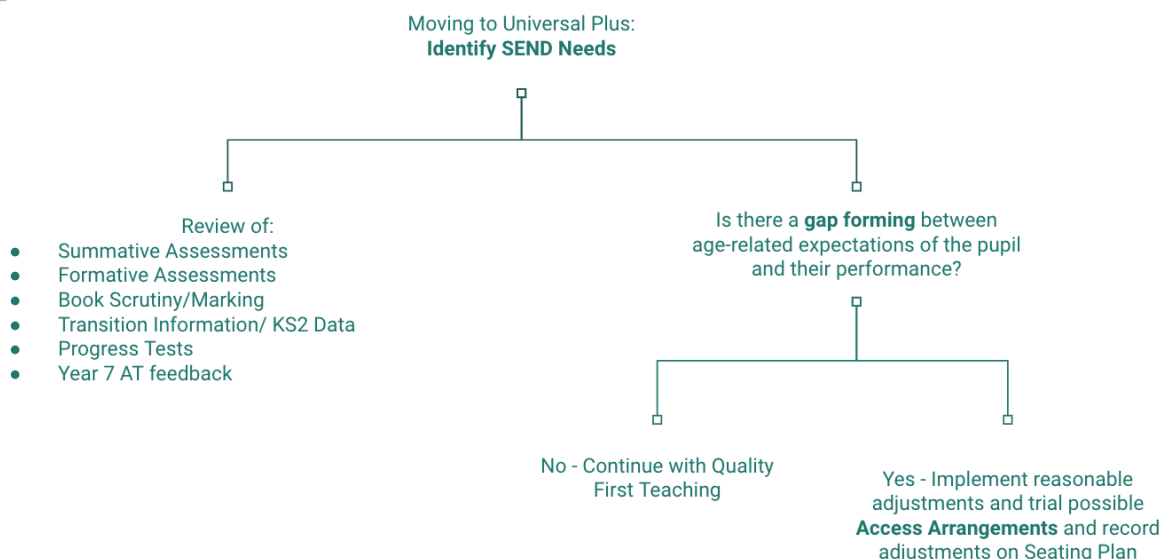 Moving to Universal Plus:
Identify SEND Needs
Review of:
● Summative Assessments
● Formative Assessments
● Book Scrutiny/Marking
● Transition Information/ KS2 Data
● Progress Tests
● Year 7 AT feedback
Is there a gap forming between
age-related expectations of the pupil
and their performance?
No - Continue with Quality
First Teaching
Yes - Implement reasonable
adjustments and trial possible
Access Arrangements and record
adjustments on Seating Plan